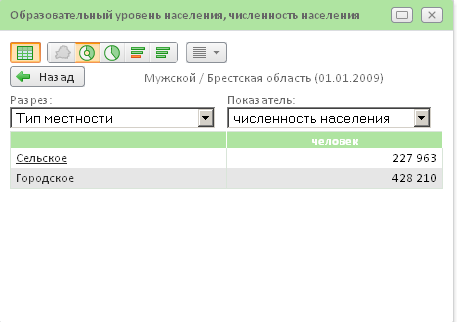 Образовательный уровень населения, численность населения
Назад
Мужской / Брестская область (01.01.2009)
Разрез: Показатель:
Тип местности численность населения
человек
Сельское 227 963
Городское 428 210